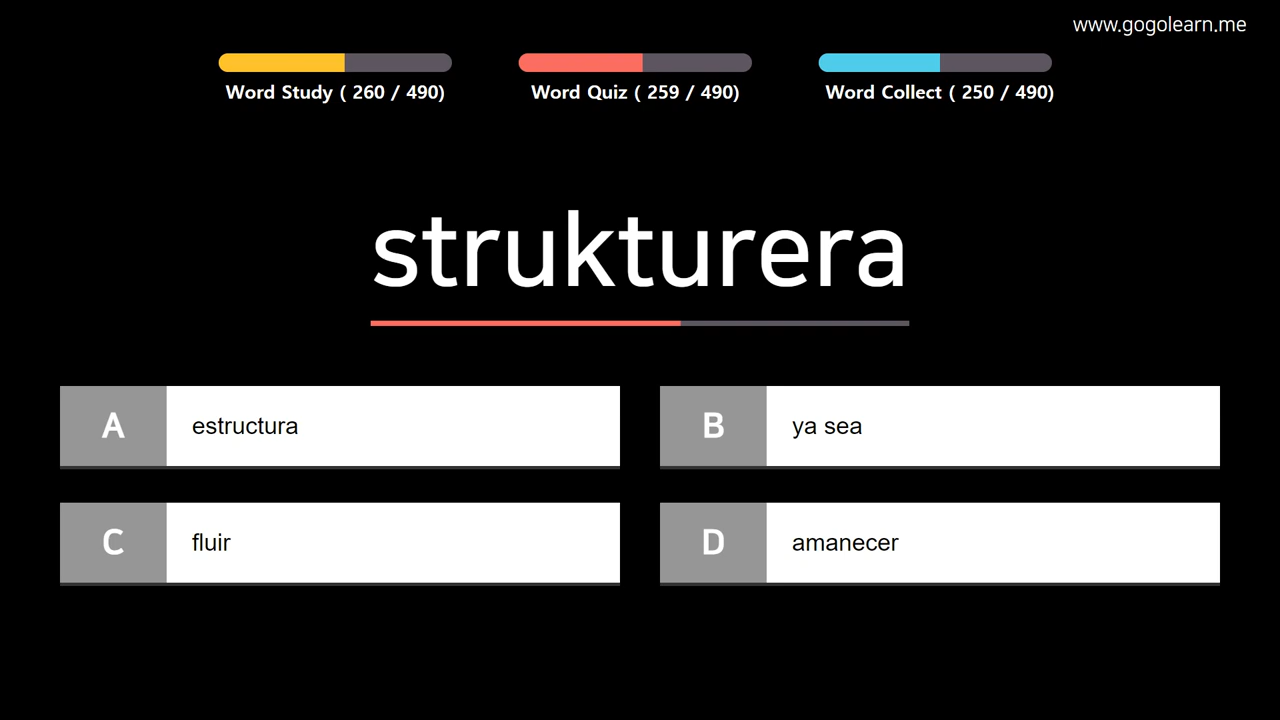 www.gogolearn.me
Word Study ( 260 / 490)
Word Quiz ( 259 / 490)
Word Collect ( 250 / 490)
strukturera
A estructura
B ya sea
C fluir
D amanecer